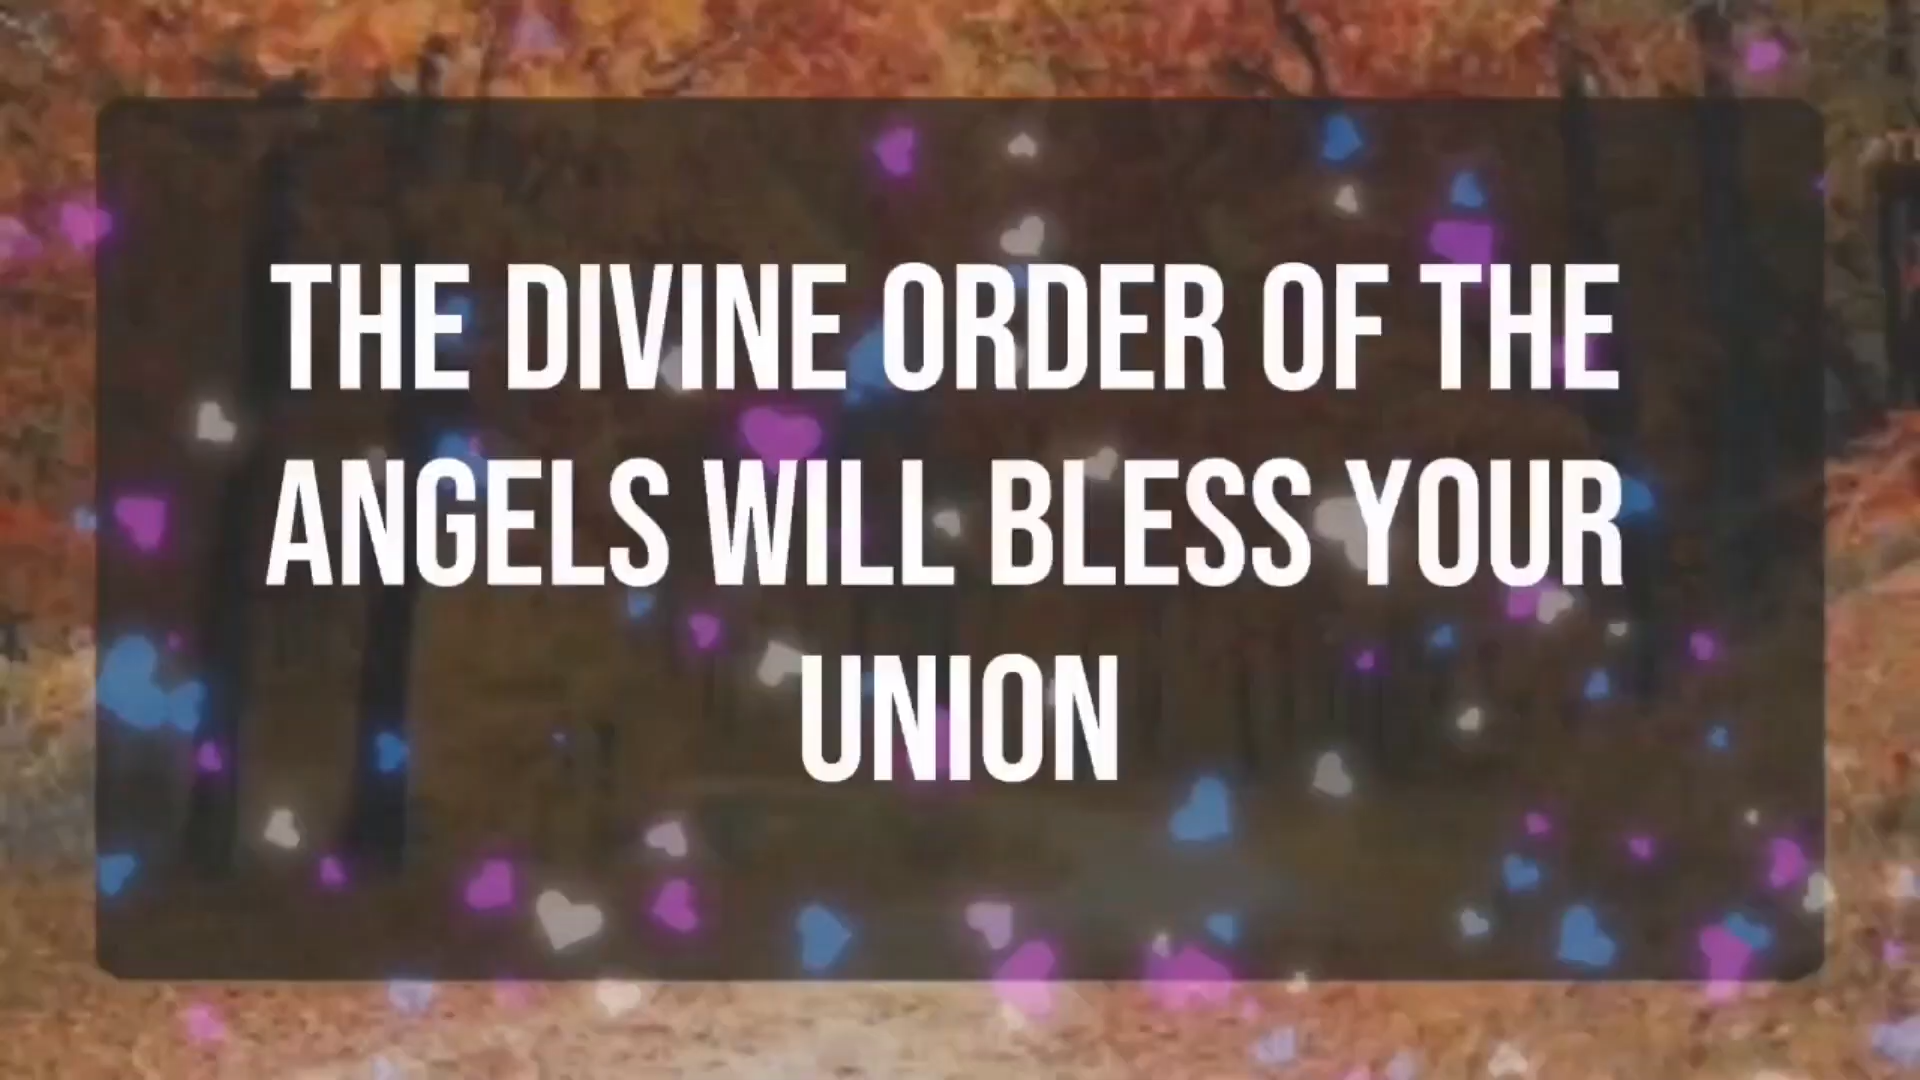 THE DIVINE ORDER OF THE
ANGELS WILL BLESS YOUR
UNION